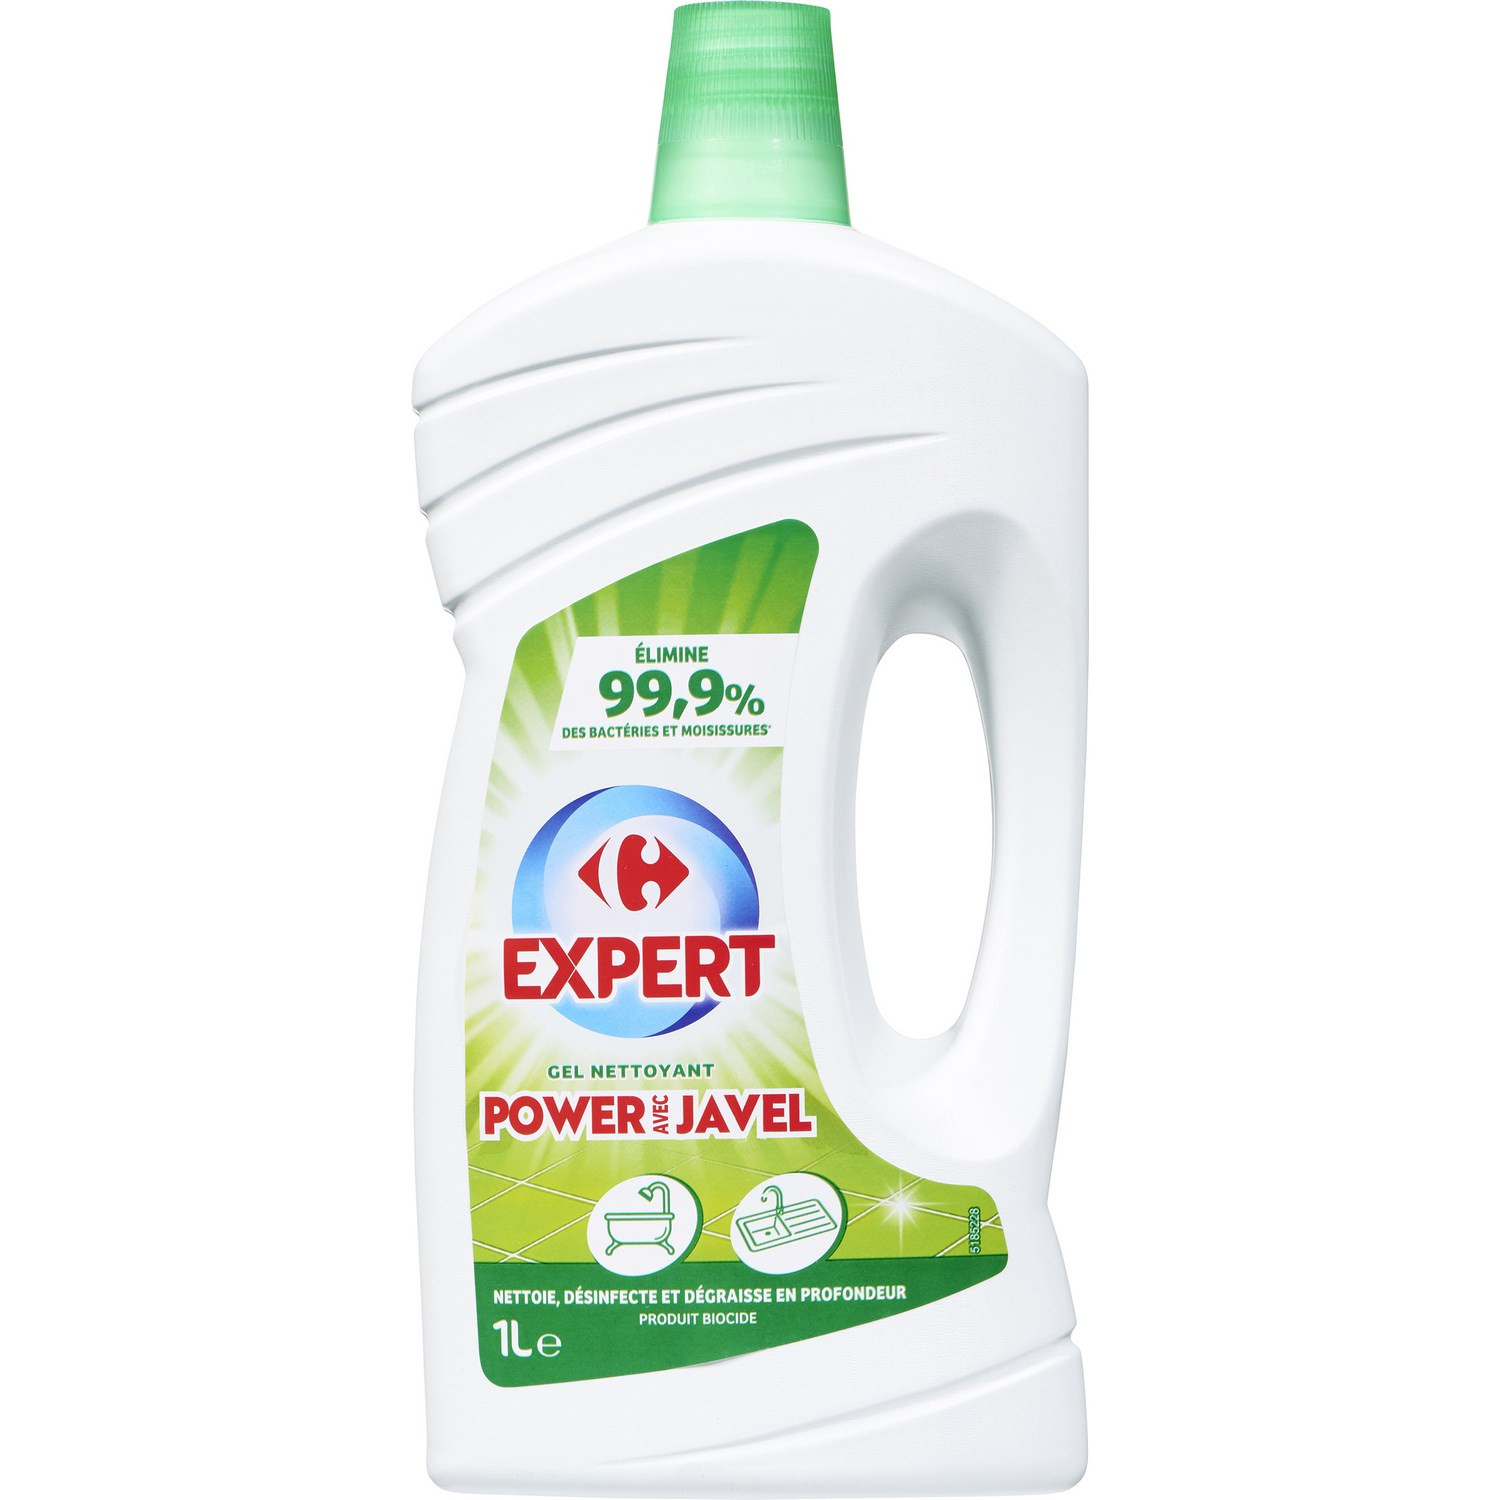 ÉLIMINE
99,9%
DES BACTÉRIES ET MOISISSURES*
EXPERT
GEL NETTOYANT
POWER AVEC JAVEL
5185228
NETTOIE, DÉSINFECTE ET DÉGRAISSE EN PROFONDEUR
PRODUIT BIOCIDE
1L ℮